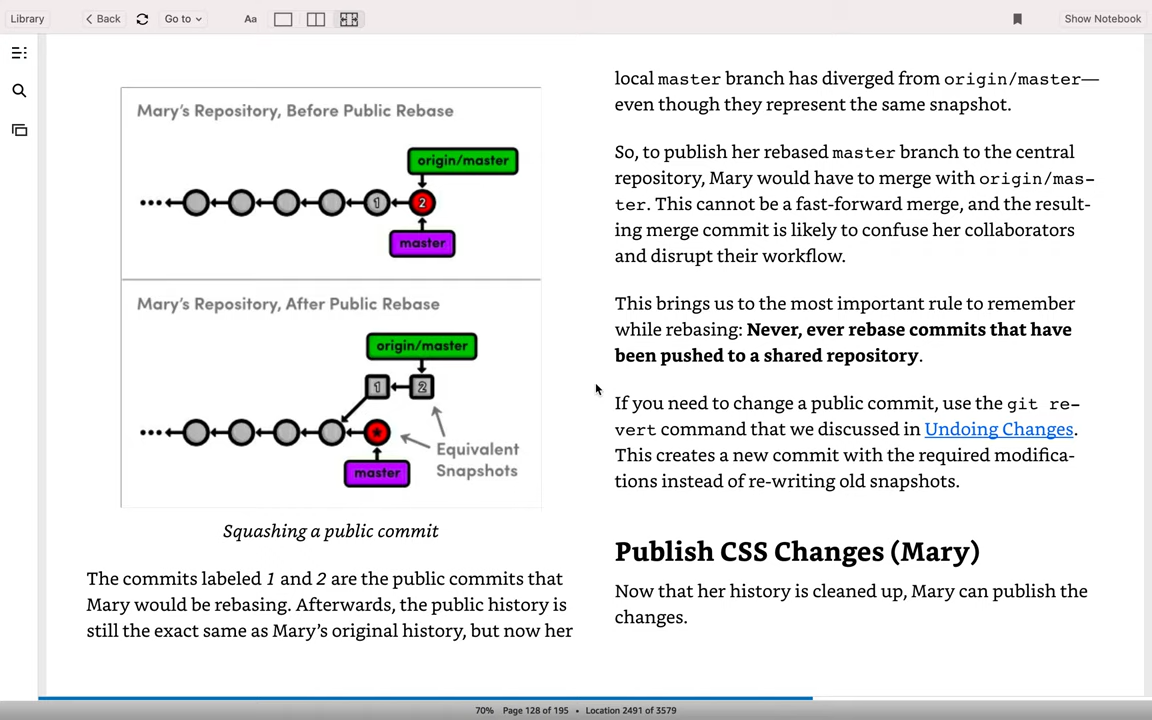 Library
Back
Go to
Aa
Show Notebook
Mary's Repository, Before Public Rebase
origin/master
1
2
master
Mary's Repository, After Public Rebase
origin/master
1
2
Equivalent
Snapshots
master
Squashing a public commit
The commits labeled 1 and 2 are the public commits that
Mary would be rebasing. Afterwards, the public history is
still the exact same as Mary's original history, but now her
local master branch has diverged from origin/master—
even though they represent the same snapshot.
So, to publish her rebased master branch to the central
repository, Mary would have to merge with origin/mas-
ter. This cannot be a fast-forward merge, and the result-
ing merge commit is likely to confuse her collaborators
and disrupt their workflow.
This brings us to the most important rule to remember
while rebasing: Never, ever rebase commits that have
been pushed to a shared repository.
If you need to change a public commit, use the git re-
vert command that we discussed in Undoing Changes.
This creates a new commit with the required modifica-
tions instead of re-writing old snapshots.
Publish CSS Changes (Mary)
Now that her history is cleaned up, Mary can publish the
changes.
70% Page 128 of 195 • Location 2491 of 3579